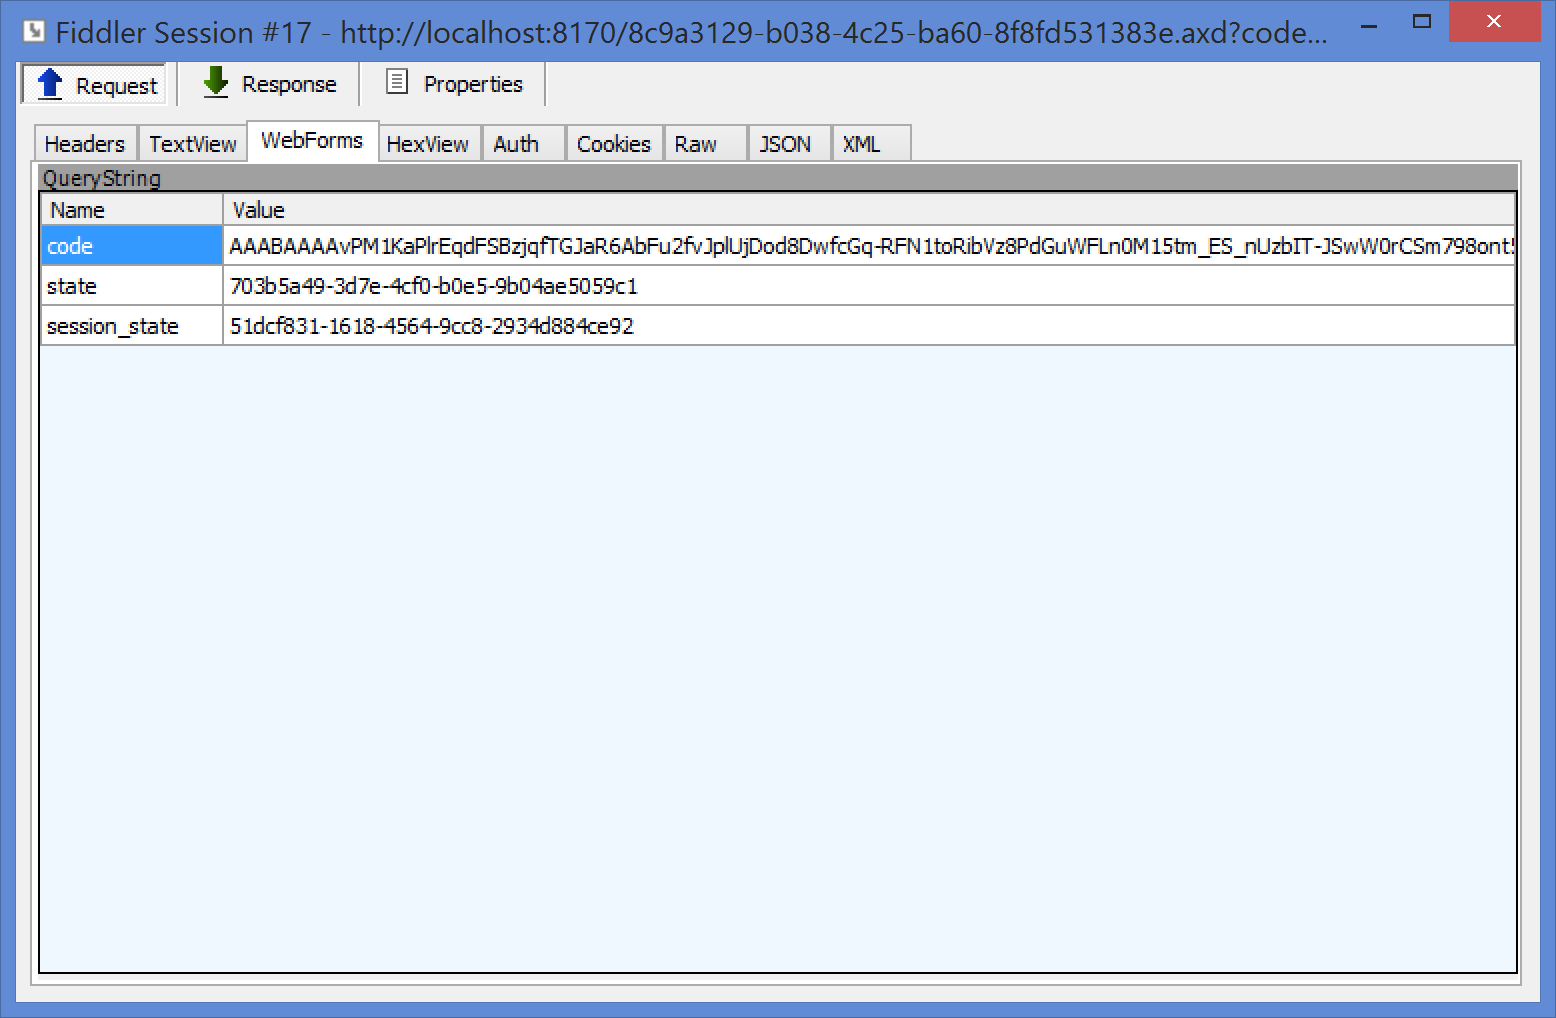 Fiddler Session #17 - http://localhost:8170/8c9a3129-b038-4c25-ba60-8f8fd531383e.axd?code...
Request Response Properties
Headers TextView WebForms HexView Auth Cookies Raw JSON XML
QueryString
Name Value
code AAABAAAAvPM1KaPlrEqdFSBzjqfTGJaR6AbFu2fvJplUjDod8DwfcGq-RFN1toRibVz8PdGuWFLn0M15tm_ES_nUzbIT-JSwW0rCSm798ont!
state 703b5a49-3d7e-4cf0-b0e5-9b04ae5059c1
session_state 51dcf831-1618-4564-9cc8-2934d884ce92